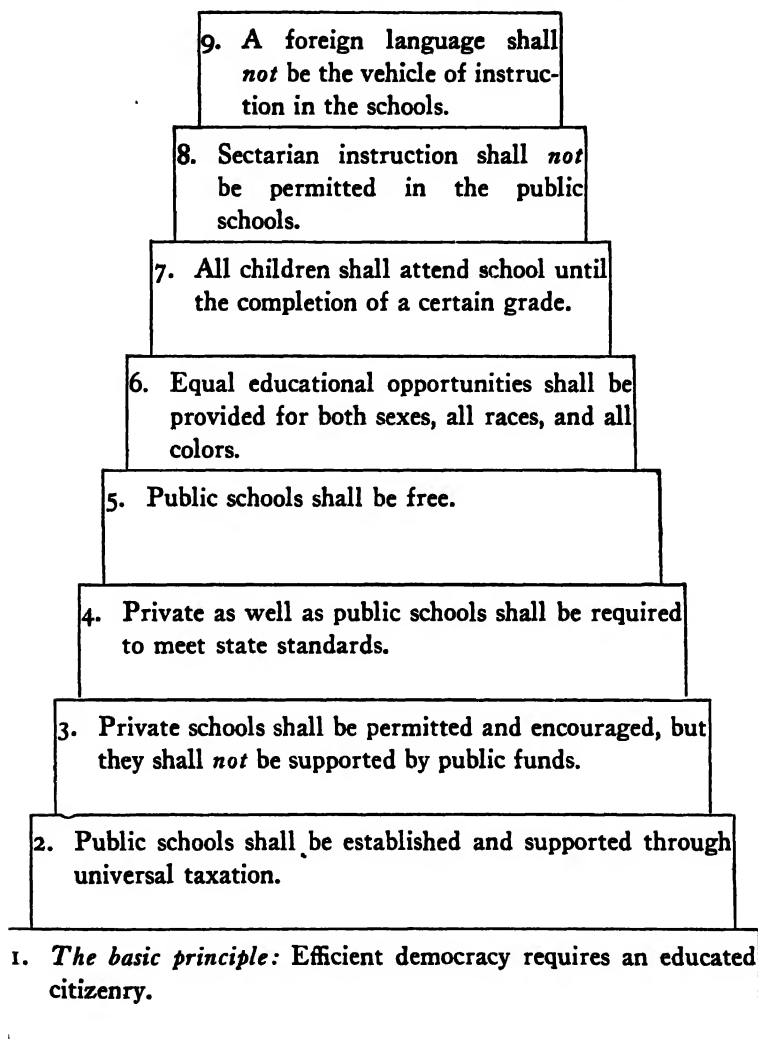 9. A foreign language shall
not be the vehicle of instruc-
tion in the schools.
8. Sectarian instruction shall not
be permitted in the public
schools.
7. All children shall attend school until
the completion of a certain grade.
6. Equal educational opportunities shall be
provided for both sexes, all races, and all
colors.
5. Public schools shall be free.
4. Private as well as public schools shall be required
to meet state standards.
3. Private schools shall be permitted and encouraged, but
they shall not be supported by public funds.
2. Public schools shall be established and supported through
universal taxation.
1. The basic principle: Efficient democracy requires an educated
citizenry.